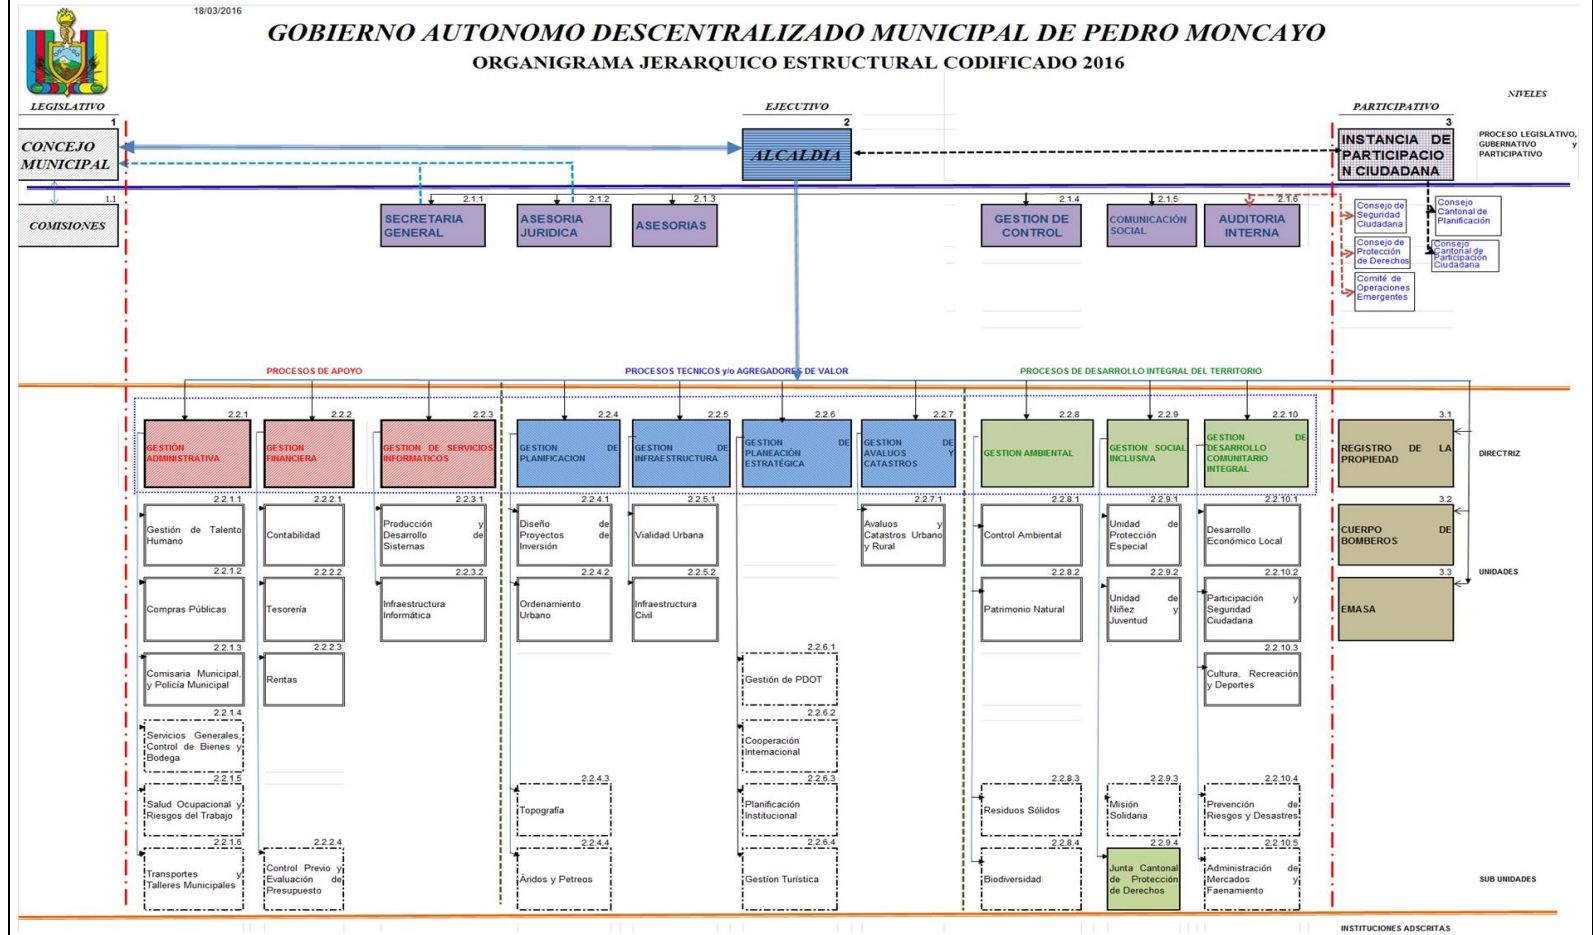 18/03/2016
GOBIERNO AUTONOMO DESCENTRALIZADO MUNICIPAL DE PEDRO MONCAYO
ORGANIGRAMA JERARQUICO ESTRUCTURAL CODIFICADO 2016
NIVELES
LEGISLATIVO
EJECUTIVO
PARTICIPATIVO
1
CONCEJO
MUNICIPAL
2
ALCALDIA
3
INSTANCIA DE
PARTICIPACIO
N CIUDADANA
PROCESO LEGISLATIVO,
GUBERNATIVO y
PARTICIPATIVO
1.1
COMISIONES
2.1.1
SECRETARIA
GENERAL
2.1.2
ASESORIA
JURIDICA
2.1.3
ASESORIAS
2.1.4
GESTION DE
CONTROL
2.1.5
COMUNICACIÓN
SOCIAL
2.1.6
AUDITORIA
INTERNA
Consejo de
Seguridad
Ciudadana
Consejo
Cantonal de
Planificación
Consejo de
Protección
de Derechos
Consejo
Cantonal de
Participación
Ciudadana
Comité de
Operaciones
Emergentes
PROCESOS DE APOYO
PROCESOS TECNICOS y/o AGREGADORES DE VALOR
PROCESOS DE DESARROLLO INTEGRAL DEL TERRITORIO
2.2.1
GESTIÓN
ADMINISTRATIVA
2.2.2
GESTION
FINANCIERA
2.2.3
GESTION DE SERVICIOS
INFORMATICOS
2.2.4
GESTION DE
PLANIFICACION
2.2.5
GESTION DE
INFRAESTRUCTURA
2.2.6
GESTION DE
PLANEACIÓN
ESTRATÉGICA
2.2.7
GESTION DE
AVALUOS Y
CATASTROS
2.2.8
GESTION AMBIENTAL
2.2.9
GESTION SOCIAL
INCLUSIVA
2.2.10
GESTION DE
DESARROLLO
COMUNITARIO
INTEGRAL
3.1
REGISTRO DE LA
PROPIEDAD
DIRECTRIZ
2.2.1.1
Gestión de Talento
Humano
2.2.2.1
Contabilidad
2.2.3.1
Producción y
Desarrollo de
Sistemas
2.2.4.1
Diseño de
Proyectos de
Inversión
2.2.5.1
Vialidad Urbana
2.2.7.1
Avaluos y
Catastros Urbano
y Rural
2.2.8.1
Control Ambiental
2.2.9.1
Unidad de
Protección
Especial
2.2.10.1
Desarrollo
Económico Local
3.2
CUERPO DE
BOMBEROS
2.2.1.2
Compras Públicas
2.2.2.2
Tesorería
2.2.3.2
Infraestructura
Informática
2.2.4.2
Ordenamiento
Urbano
2.2.5.2
Infraestructura
Civil
2.2.8.2
Patrimonio Natural
2.2.9.2
Unidad de
Niñez y
Juventud
2.2.10.2
Participación y
Seguridad
Ciudadana
3.3
EMASA
UNIDADES
2.2.1.3
Comisaria Municipal,
y Policía Municipal
2.2.2.3
Rentas
2.2.6.1
Gestión de PDOT
2.2.10.3
Cultura, Recreación
y Deportes
2.2.1.4
Servicios Generales,
Control de Bienes y
Bodega
2.2.6.2
Cooperación
Internacional
2.2.1.5
Salud Ocupacional y
Riesgos del Trabajo
2.2.4.3
Topografía
2.2.6.3
Planificación
Institucional
2.2.8.3
Residuos Sólidos
2.2.9.3
Misión
Solidaria
2.2.10.4
Prevención de
Riesgos y Desastres
2.2.1.6
Transportes y
Talleres Municipales
2.2.2.4
Control Previo y
Evaluación de
Presupuesto
2.2.4.4
Áridos y Petreos
2.2.6.4
Gestíon Turística
2.2.8.4
Biodiversidad
2.2.9.4
Junta Cantonal
de Protección
de Derechos
2.2.10.5
Administración de
Mercados y
Faenamiento
SUB UNIDADES
INSTITUCIONES ADSCRITAS